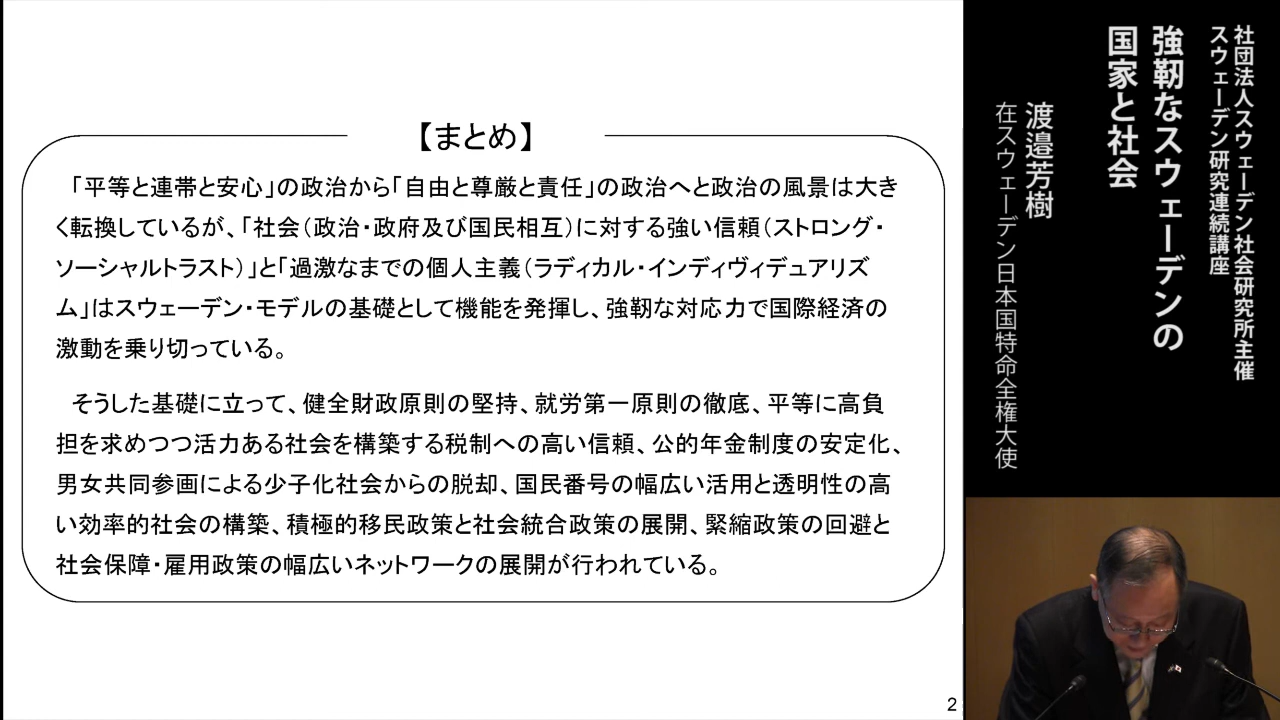 【まとめ】
「平等と連帯と安心」の政治から「自由と尊厳と責任」の政治へと政治の風景は大き
く転換しているが、「社会（政治・政府及び国民相互）に対する強い信頼（ストロング・
ソーシャルトラスト）」と「過激なまでの個人主義（ラディカル・インディヴィデュアリズ
ム」はスウェーデン・モデルの基礎として機能を発揮し、強靭な対応力で国際経済の
激動を乗り切っている。
そうした基礎に立って、健全財政原則の堅持、就労第一原則の徹底、平等に高負
担を求めつつ活力ある社会を構築する税制への高い信頼、公的年金制度の安定化、
男女共同参画による少子化社会からの脱却、国民番号の幅広い活用と透明性の高
い効率的社会の構築、積極的移民政策と社会統合政策の展開、緊縮政策の回避と
社会保障・雇用政策の幅広いネットワークの展開が行われている。
2
社団法人スウェーデン社会研究所主催
スウェーデン研究連続講座
強靭なスウェーデンの
国家と社会
渡邉芳樹
在スウェーデン日本国特命全権大使